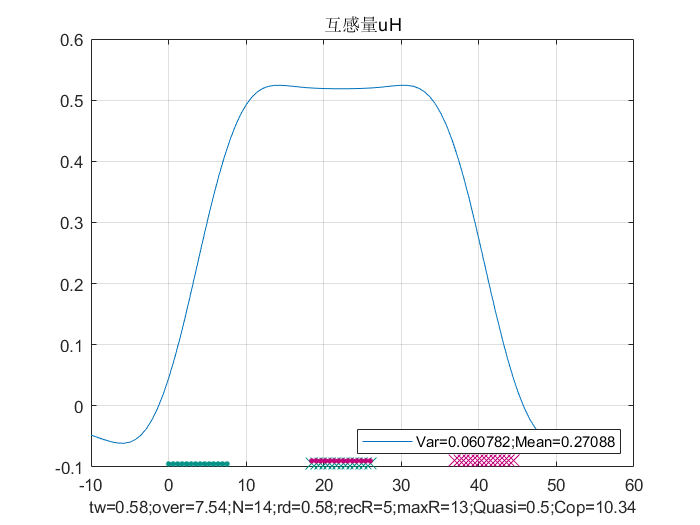 互感量uH
0.6
0.5
0.4
0.3
0.2
0.1
0
-0.1
Var=0.060782;Mean=0.27088
-10 0 10 20 30 40 50 60
tw=0.58;over=7.54;N=14;rd=0.58;recR=5;maxR=13;Quasi=0.5;Cop=10.34